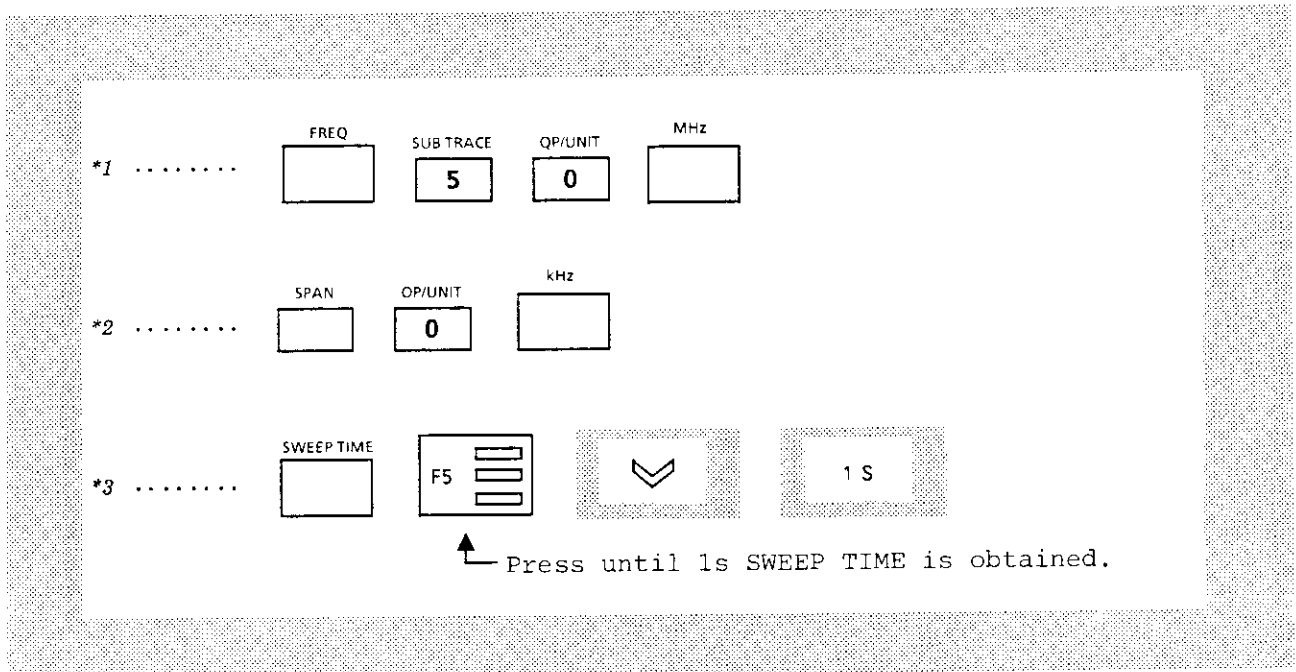 FREQ SUB TRACE QP/UNIT MHz
*1 ........ 5 0
SPAN QP/UNIT kHz
*2 ........ 0
SWEEP TIME
*3 ........ F5 1 S
Press until 1s SWEEP TIME is obtained.